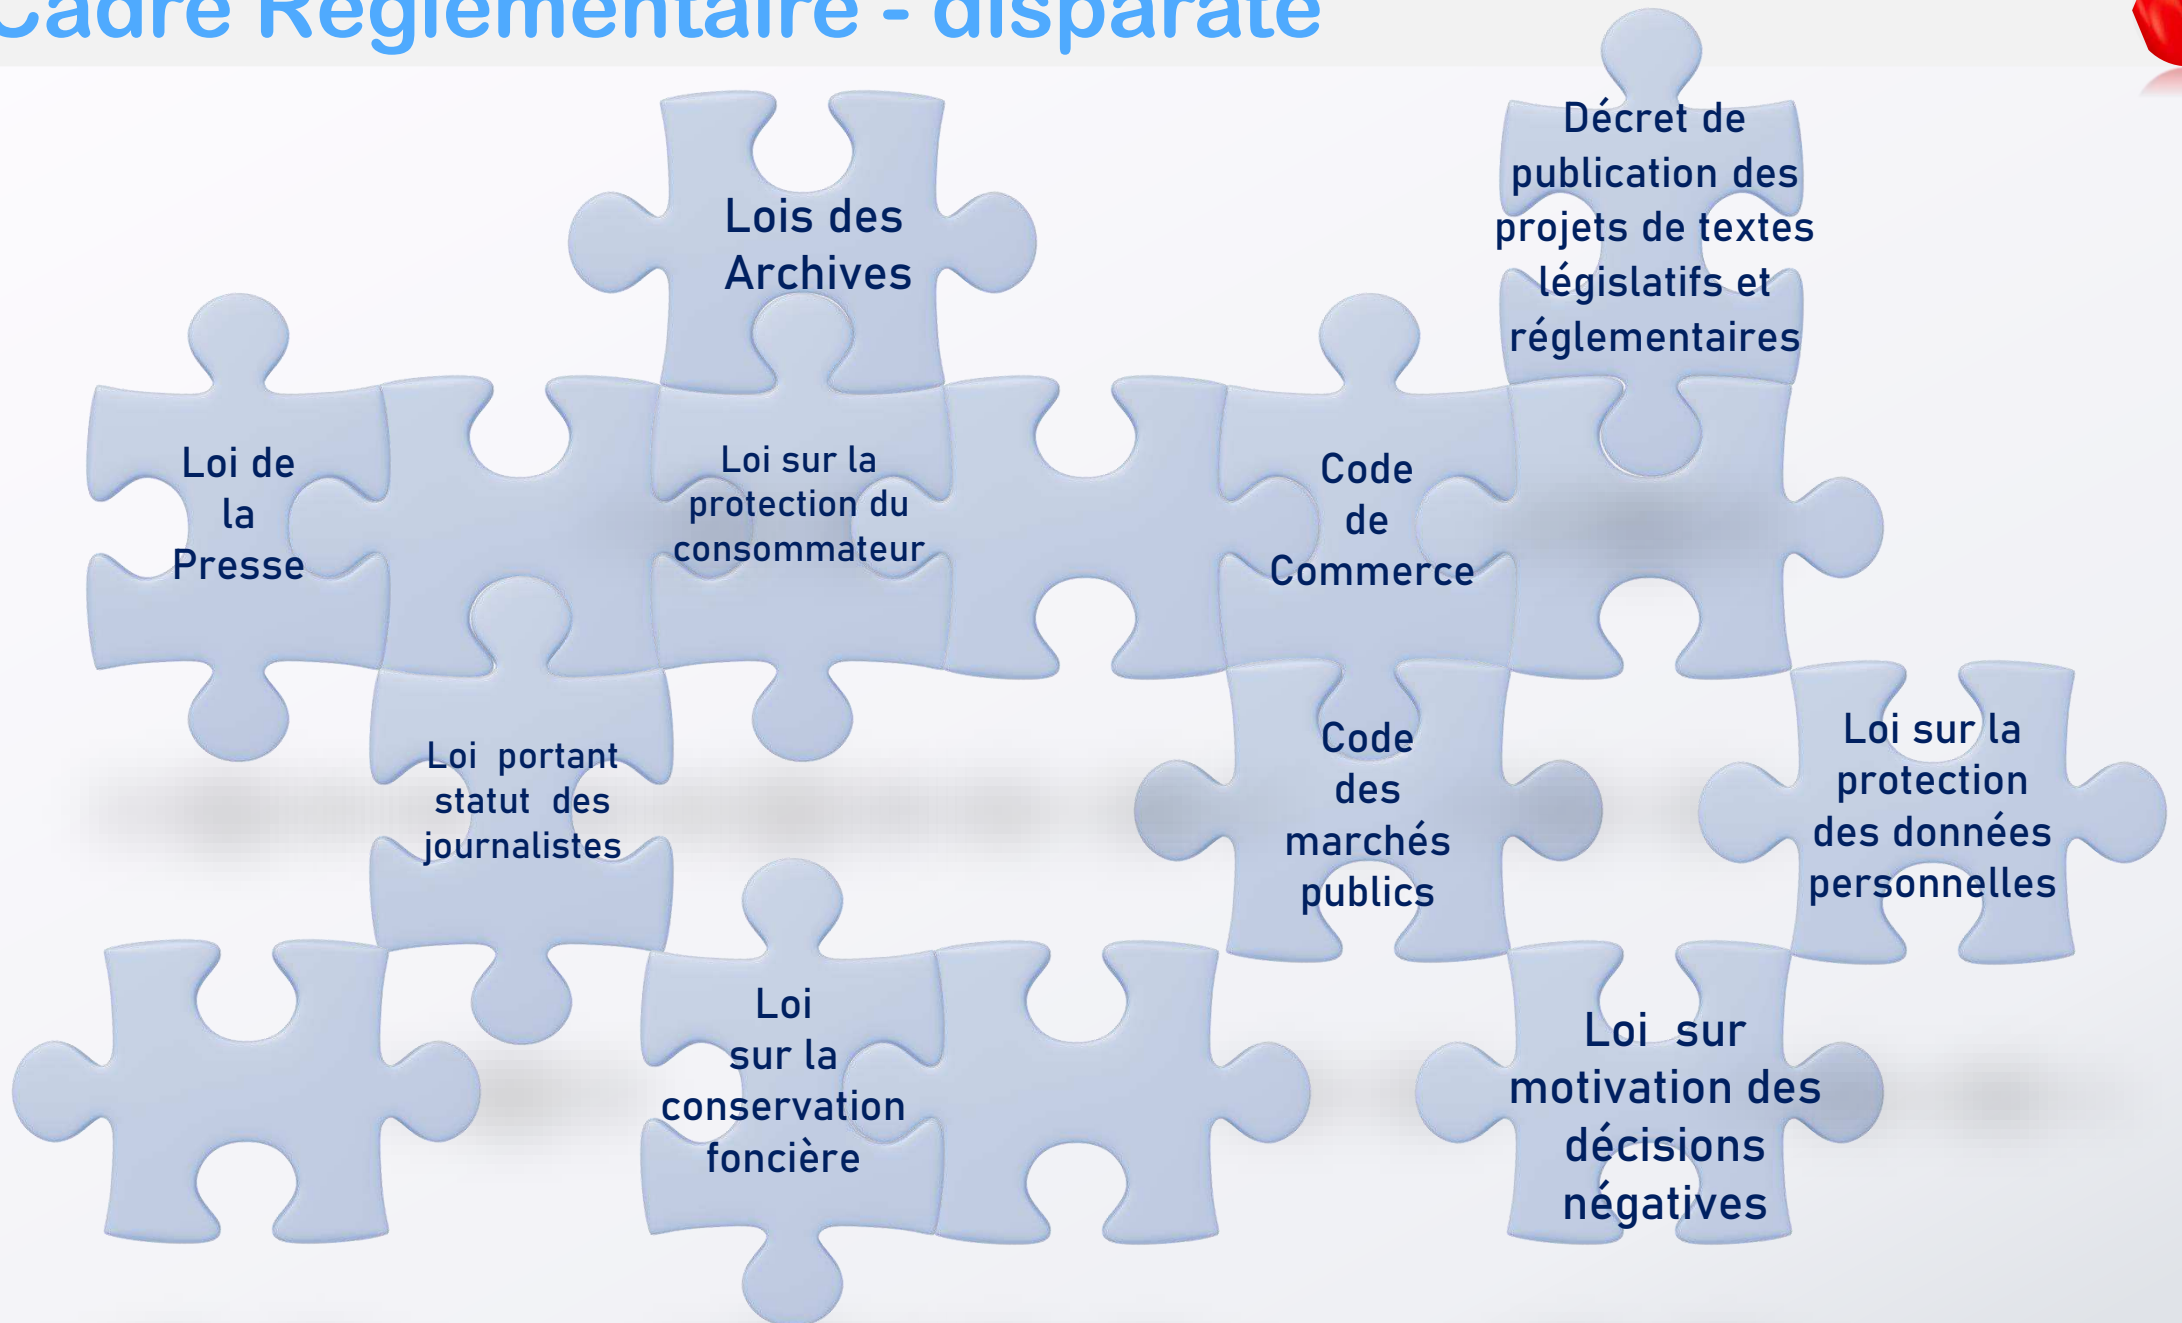 Cadre Réglementaire - disparate
Lois des
Archives
Décret de
publication des
projets de textes
législatifs et
réglementaires
Loi de
la
Presse
Loi sur la
protection du
consommateur
Code
de
Commerce
Loi portant
statut des
journalistes
Code
des
marchés
publics
Loi sur la
protection
des données
personnelles
Loi
sur la
conservation
foncière
Loi sur
motivation des
décisions
négatives